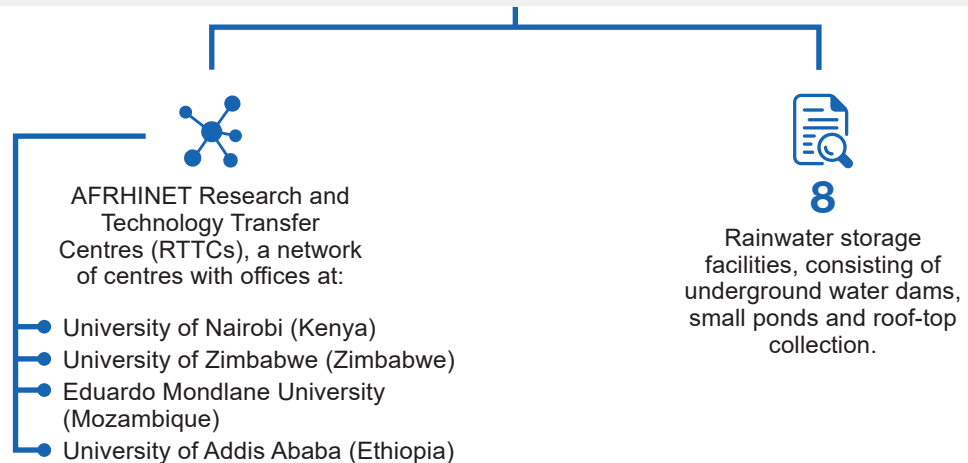 AFRHINET Research and
Technology Transfer
Centres (RTTCs), a network
of centres with offices at:
University of Nairobi (Kenya)
University of Zimbabwe (Zimbabwe)
Eduardo Mondlane University
(Mozambique)
University of Addis Ababa (Ethiopia)
8
Rainwater storage
facilities, consisting of
underground water dams,
small ponds and roof-top
collection.